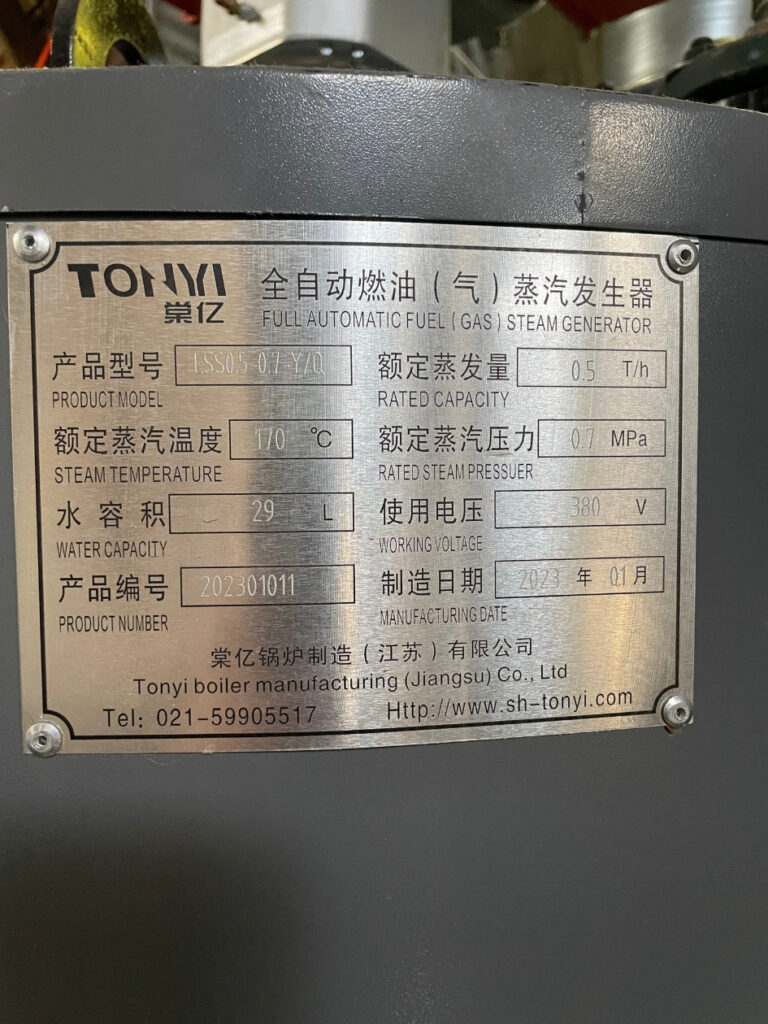 TONYI 全自动燃油（气）蒸汽发生器
棠亿 FULL AUTOMATIC FUEL (GAS) STEAM GENERATOR
产品型号 LSS0.5-0.7-Y/Q 额定蒸发量 0.5 T/h
PRODUCT MODEL RATED CAPACITY
额定蒸汽温度 170 ℃ 额定蒸汽压力 0.7 MPa
STEAM TEMPERATURE RATED STEAM PRESSUER
水容积 29 L 使用电压 380 V
WATER CAPACITY WORKING VOLTAGE
产品编号 202301011 制造日期 2023 年 01 月
PRODUCT NUMBER MANUFACTURING DATE
棠亿锅炉制造（江苏）有限公司
Tonyi boiler manufacturing (Jiangsu) Co., Ltd
Tel: 021-59905517 Http://www.sh-tonyi.com